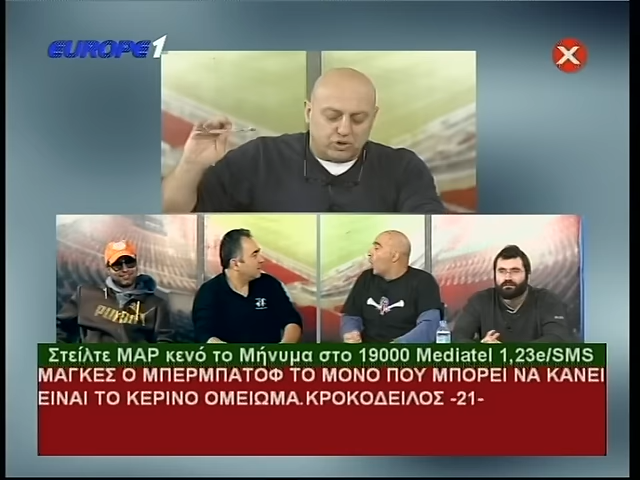 EUROPE1
Στείλτε ΜΑΡ κενό το Μήνυμα στο 19000 Mediatel 1,23e/SMS
ΜΑΓΚΕΣ Ο ΜΠΕΡΜΠΑΤΟΦ ΤΟ ΜΟΝΟ ΠΟΥ ΜΠΟΡΕΙ ΝΑ ΚΑΝΕΙ
ΕΙΝΑΙ ΤΟ ΚΕΡΙΝΟ ΟΜΕΙΩΜΑ.ΚΡΟΚΟΔΕΙΛΟΣ -21-